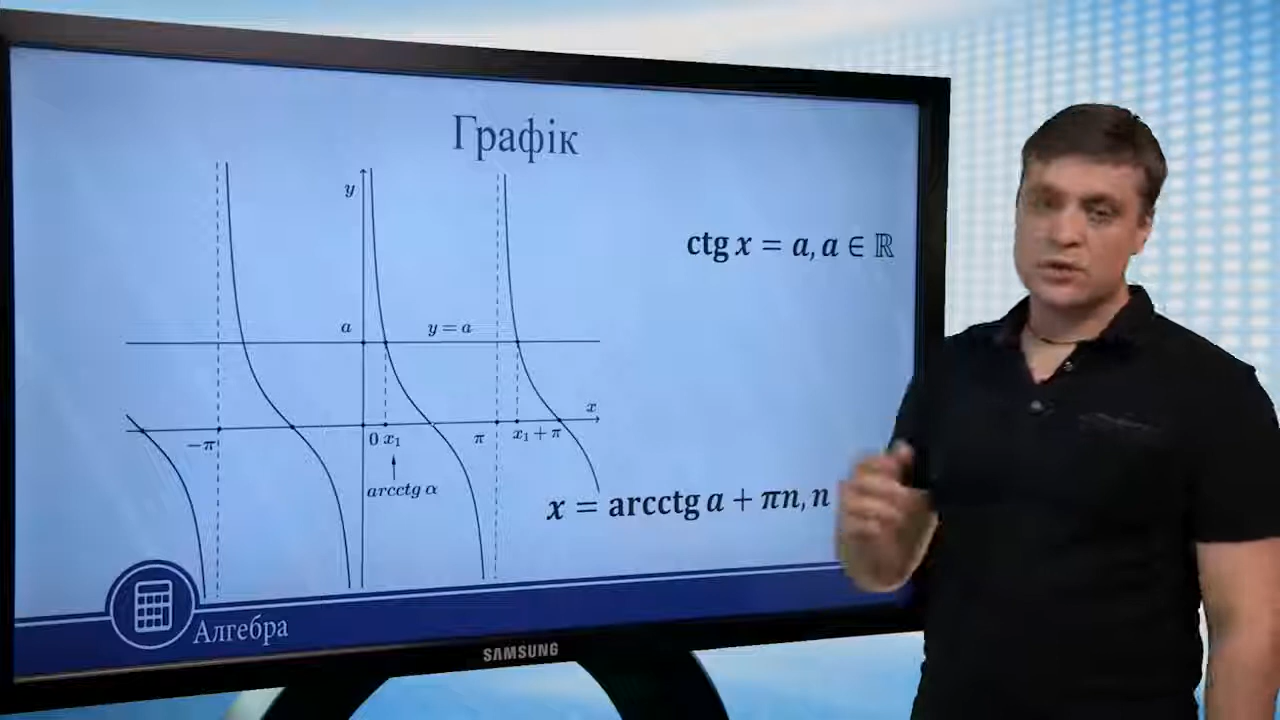 Графік
y
ctg x = a, a ∈ ℝ
a
y = a
x
−π
0 x₁
π
x₁ + π
arcctg α
x = arcctg a + πn, n
Алгебра
SAMSUNG